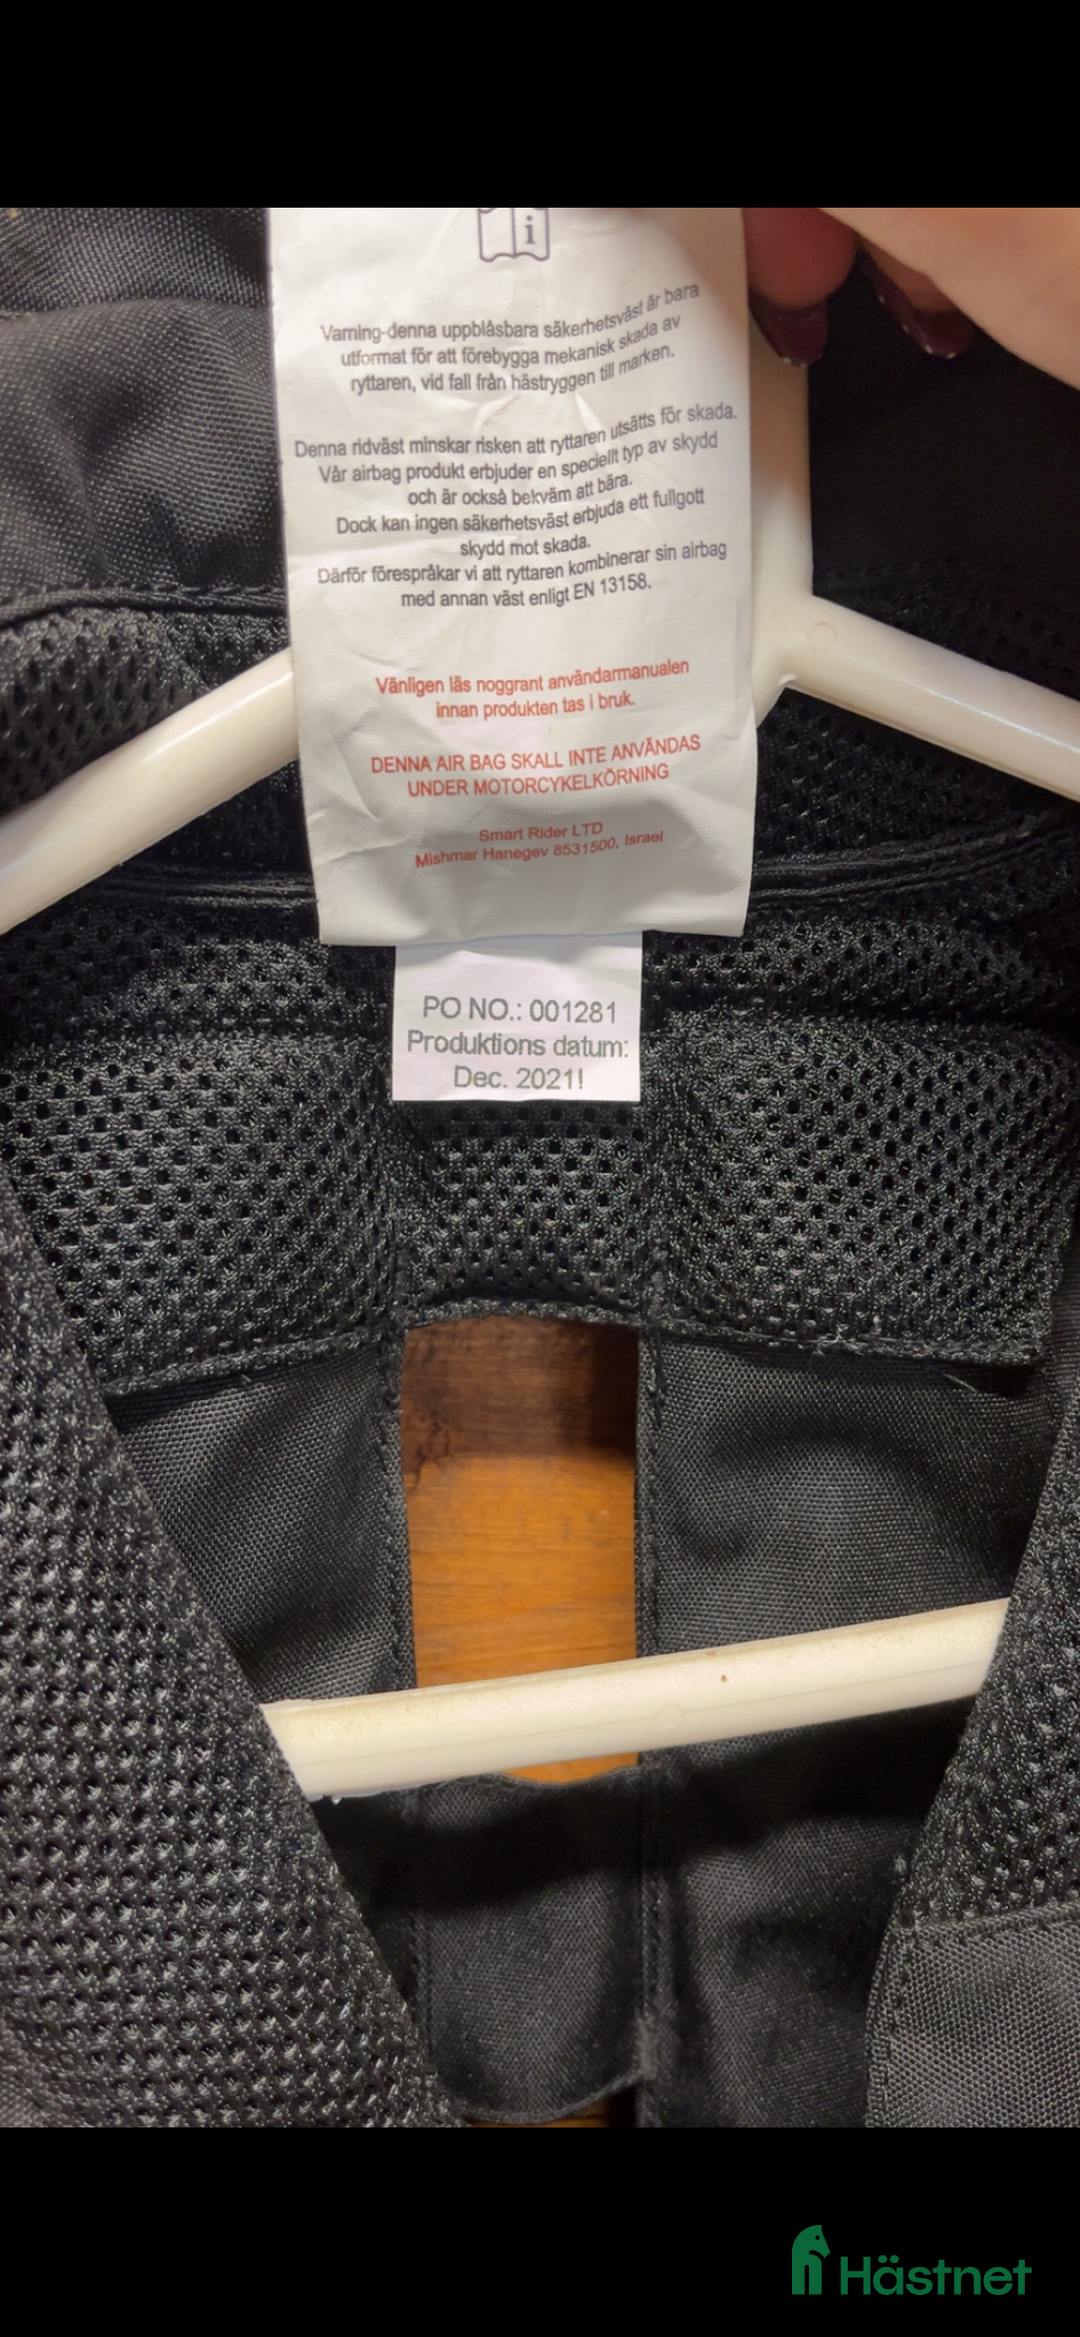 i
Varning-denna uppblåsbara säkerhetsväst är bara
utformat för att förebygga mekanisk skada av
ryttaren, vid fall från hästryggen till marken.
Denna ridväst minskar risken att ryttaren utsätts för skada.
Vår airbag produkt erbjuder en speciellt typ av skydd
och är också bekväm att bära.
Dock kan ingen säkerhetsväst erbjuda ett fullgott
skydd mot skada.
Därför förespråkar vi att ryttaren kombinerar sin airbag
med annan väst enligt EN 13158.
Vänligen läs noggrant användarmanualen
innan produkten tas i bruk.
DENNA AIR BAG SKALL INTE ANVÄNDAS
UNDER MOTORCYKELKÖRNING
Smart Rider LTD
Mishmar Hanegev 8531500, Israel
PO NO.: 001281
Produktions datum:
Dec. 2021!
Hästnet